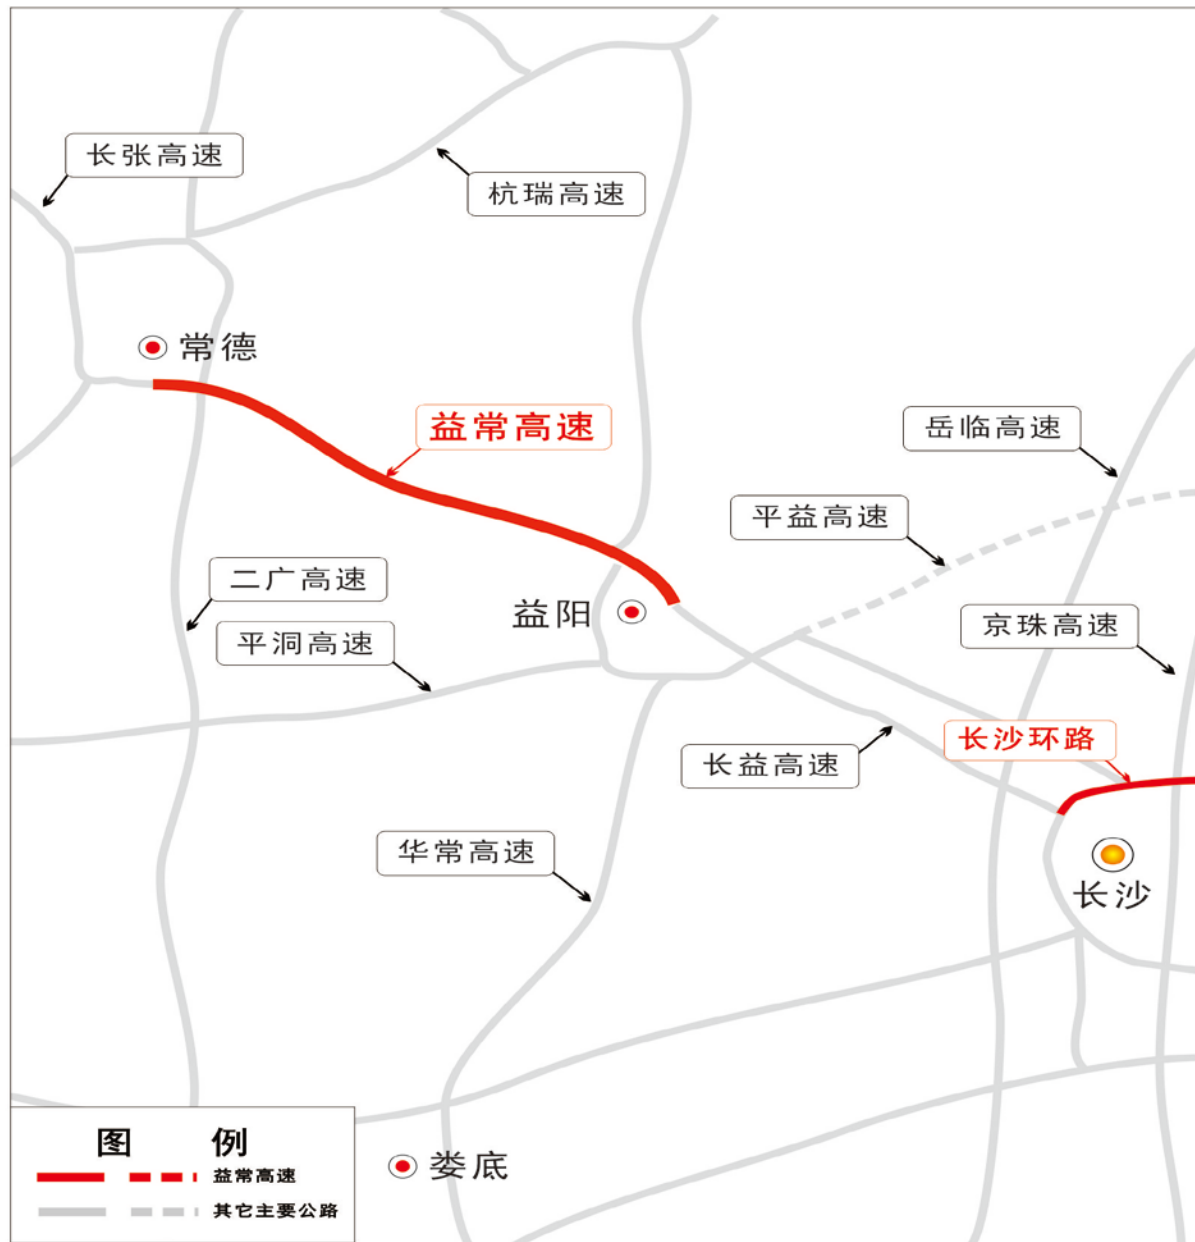 长张高速
杭瑞高速
常德
益常高速
岳临高速
平益高速
二广高速
益阳
京珠高速
平洞高速
长沙环路
长益高速
华常高速
长沙
图 例
益常高速
其它主要公路
娄底